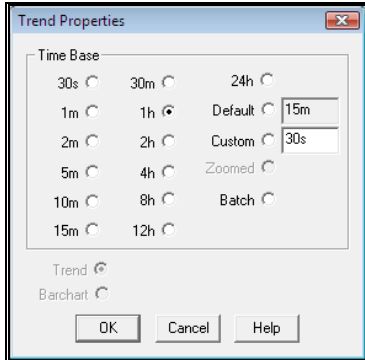 Trend Properties
Time Base
30s 30m 24h
1m 1h Default 15m
2m 2h Custom 30s
5m 4h Zoomed
10m 8h Batch
15m 12h
Trend
Barchart
OK Cancel Help